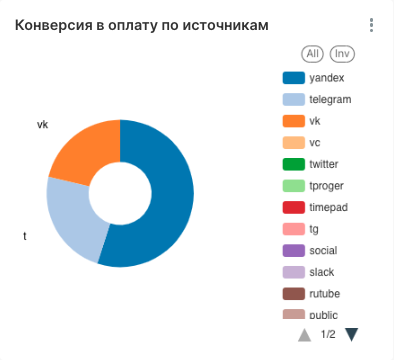 Конверсия в оплату по источникам
All Inv
yandex
telegram
vk
vc
twitter
tproger
timepad
tg
social
slack
rutube
public
1/2
vk
t